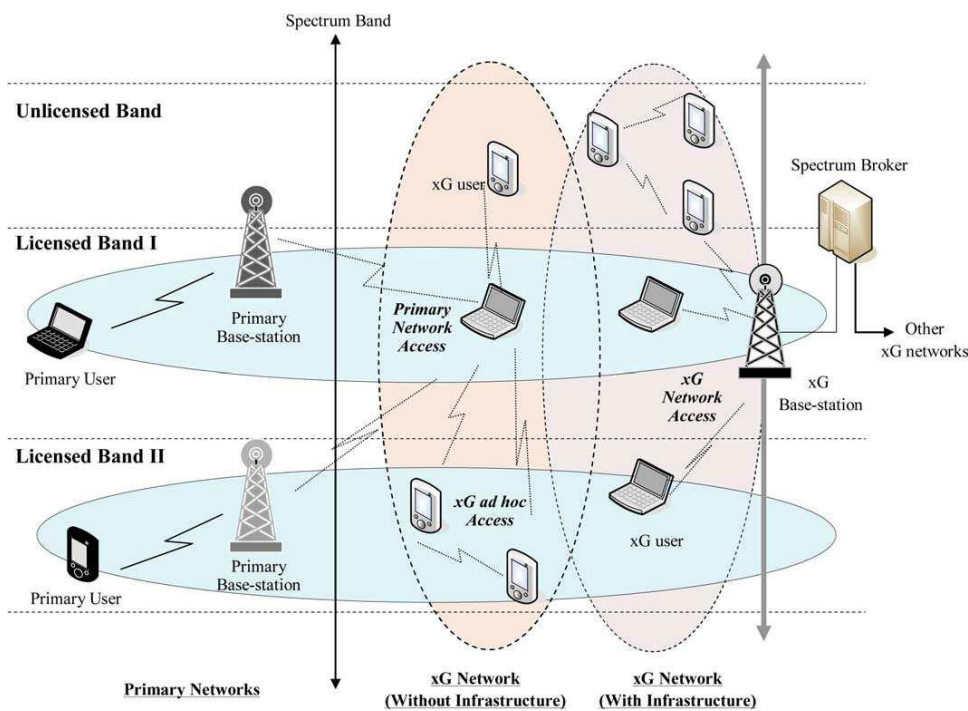 Spectrum Band
Unlicensed Band
Spectrum Broker
xG user
Licensed Band I
Primary
Network
Access
Primary
Base-station
Other
xG networks
Primary User
xG
Network
Access
xG
Base-station
Licensed Band II
xG ad hoc
Access
xG user
Primary
Base-station
Primary User
Primary Networks
xG Network
(Without Infrastructure)
xG Network
(With Infrastructure)